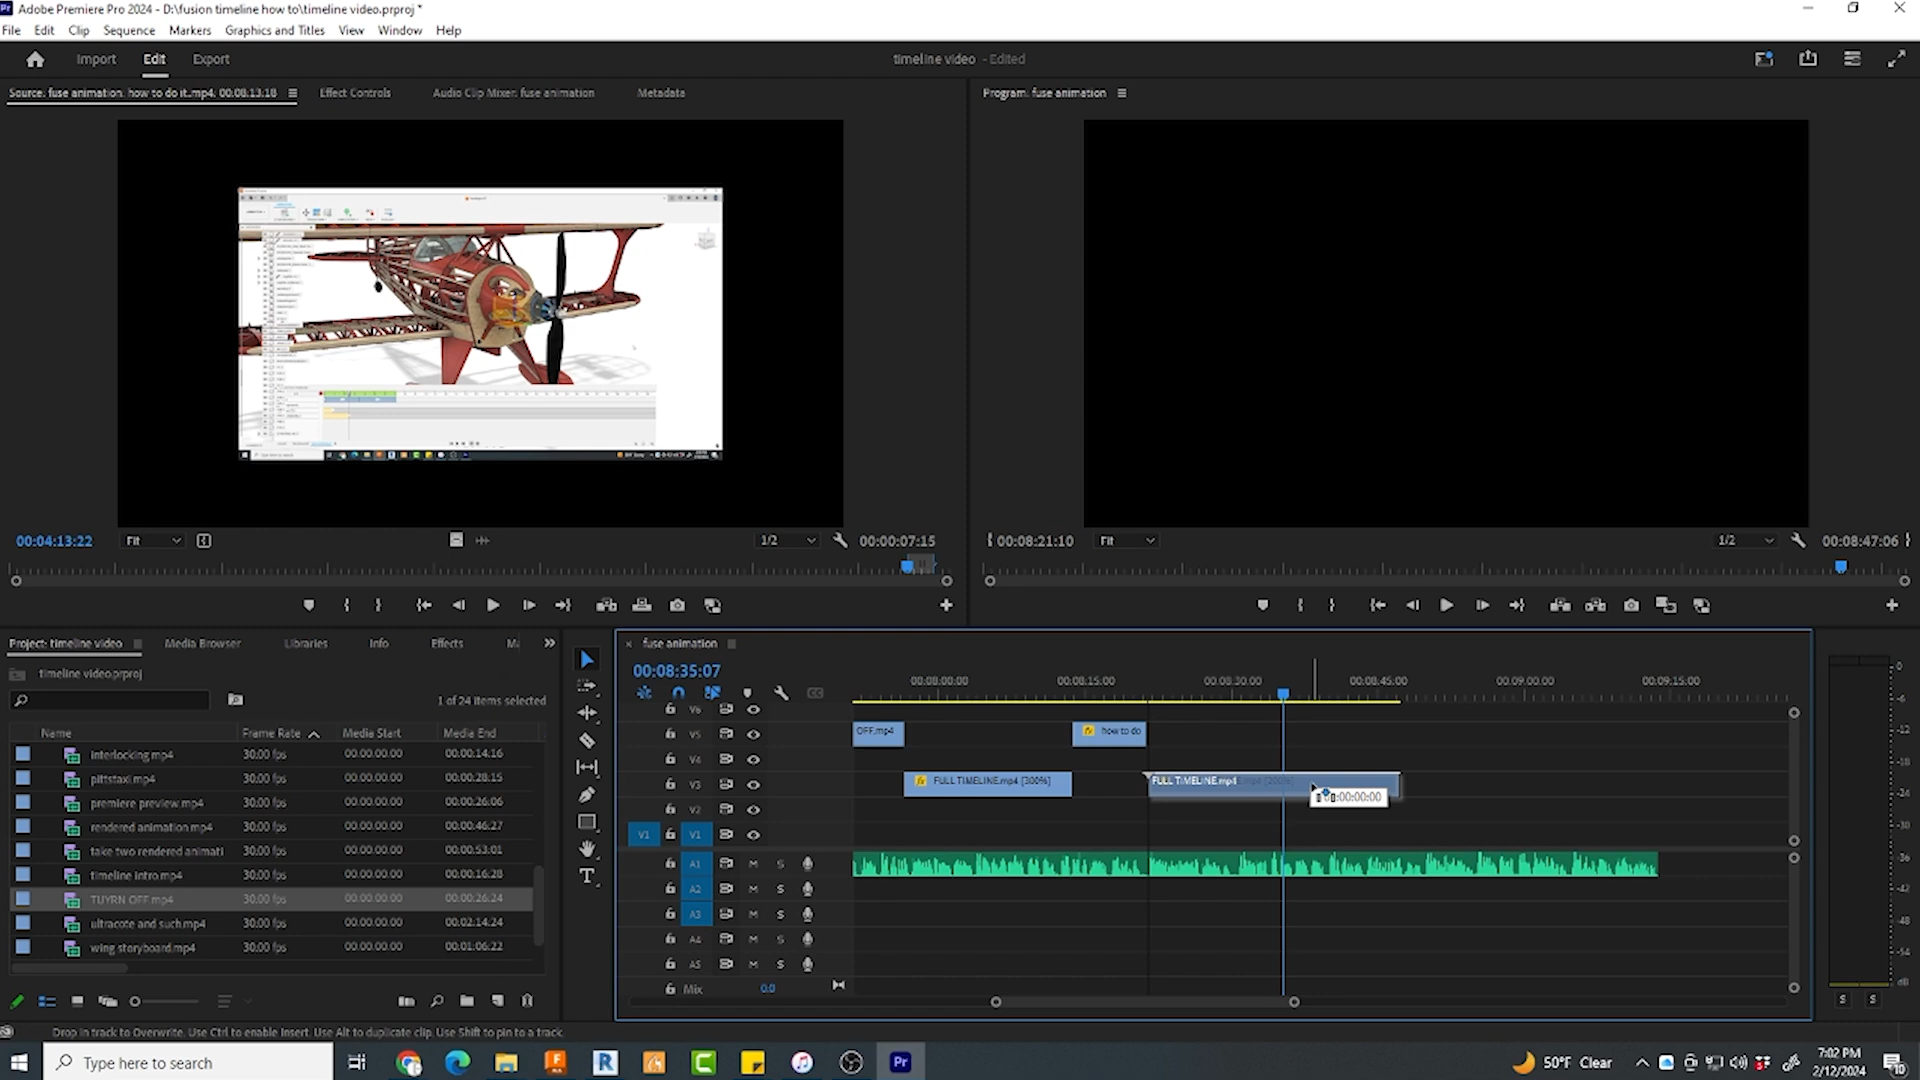 Adobe Premiere Pro 2024 - D:\fusion timeline how to\timeline video.prproj *
File Edit Clip Sequence Markers Graphics and Titles View Window Help
Import Edit Export
timeline video - Edited
Source: fuse animation: how to do it..mp4: 00:08:13:18
Effect Controls
Audio Clip Mixer: fuse animation
Metadata
Program: fuse animation
00:04:13:22
Fit
1/2
00:00:07:15
00:08:21:10
Fit
1/2
00:08:47:06
Project: timeline video
Media Browser
Libraries
Info
Effects
timeline video.prproj
1 of 24 items selected
Name Frame Rate Media Start Media End
Interlocking.mp4 30.00 fps 00:00:00:00 00:00:14:16
pittstaxi.mp4 30.00 fps 00:00:00:00 00:00:28:15
premiere preview.mp4 30.00 fps 00:00:00:00 00:00:26:06
rendered animation.mp4 30.00 fps 00:00:00:00 00:00:46:27
take two rendered animati 30.00 fps 00:00:00:00 00:00:53:01
timeline intro.mp4 30.00 fps 00:00:00:00 00:00:16:28
TUYRN OFF.mp4 30.00 fps 00:00:00:00 00:00:26:24
ultracote and such.mp4 30.00 fps 00:00:00:00 00:02:14:24
wing storyboard.mp4 30.00 fps 00:00:00:00 00:01:06:22
fuse animation
00:08:35:07
00:08:00:00 00:08:15:00 00:08:30:00 00:08:45:00 00:09:00:00 00:09:15:00
V6
V5
OFF.mp4
fx how to do
V4
V3
fx FULL TIMELINE.mp4 [300%]
FULL TIMELINE.mp4
V2
V1 V1
A1 M S
A2 M S
A3 M S
A4 M S
A5 M S
Mix 0.0
0
-6
-12
-18
-24
-30
-36
-42
-48
-54
dB
S S
Drop in track to Overwrite. Use Ctrl to enable Insert. Use Alt to duplicate clip. Use Shift to pin to a track.
Type here to search
50°F Clear
7:02 PM
2/12/2024
10